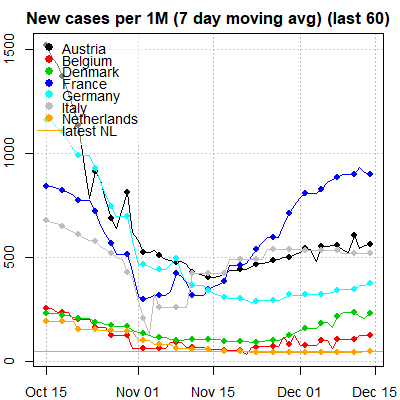 New cases per 1M (7 day moving avg) (last 60)
1500
1000
500
0
Austria
Belgium
Denmark
France
Germany
Italy
Netherlands
latest NL
Oct 15
Nov 01
Nov 15
Dec 01
Dec 15